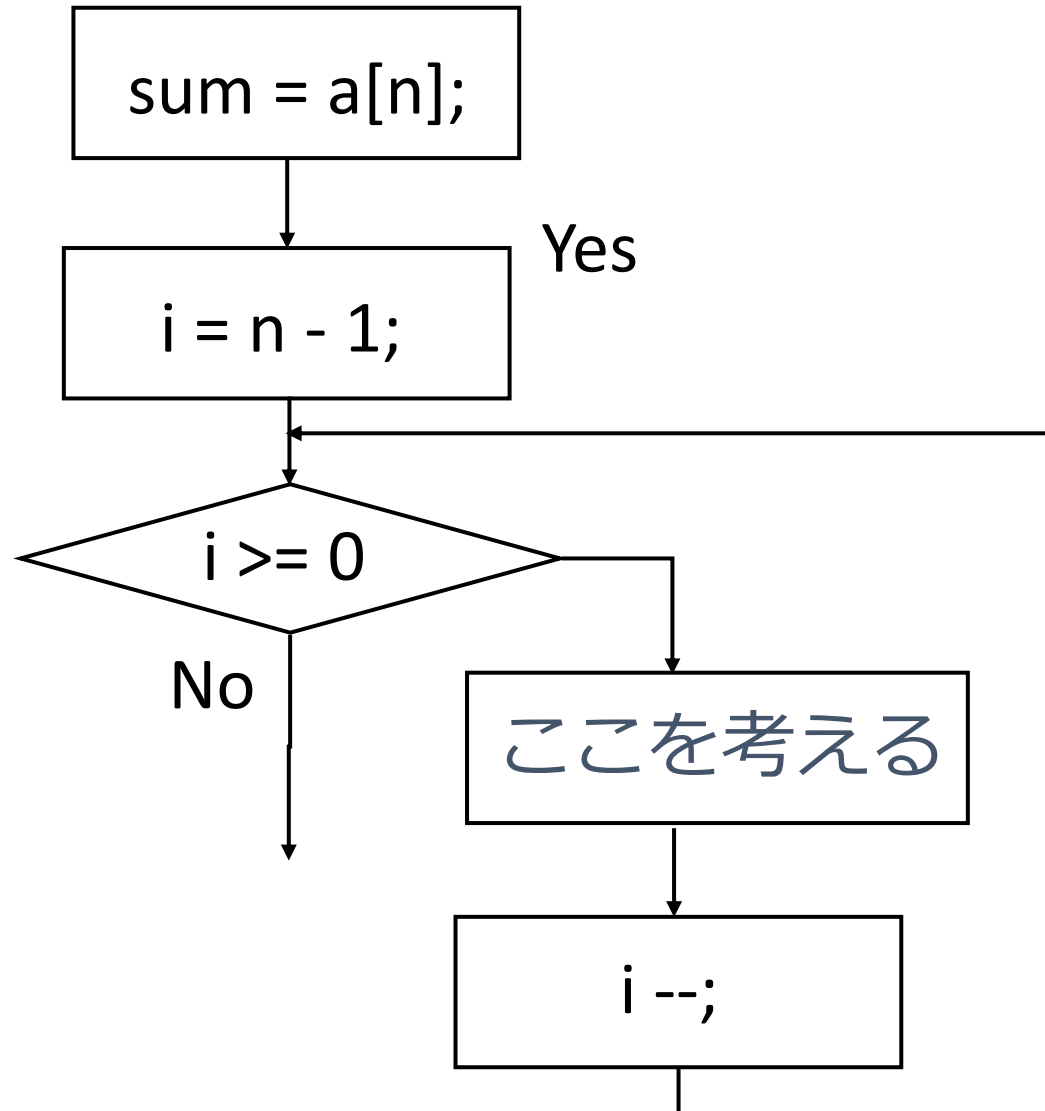 sum = a[n];
Yes
i = n - 1;
i >= 0
No
ここを考える
i --;